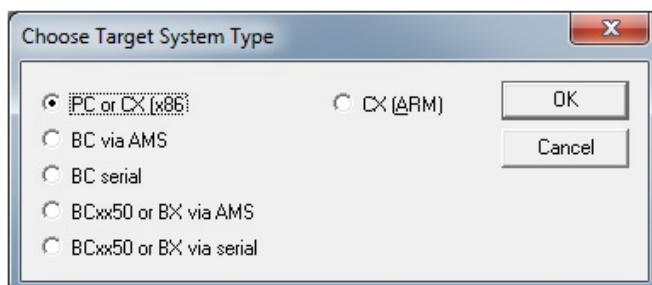 Choose Target System Type
PC or CX (x86
CX (ARM)
OK
BC via AMS
Cancel
BC serial
BCxx50 or BX via AMS
BCxx50 or BX via serial